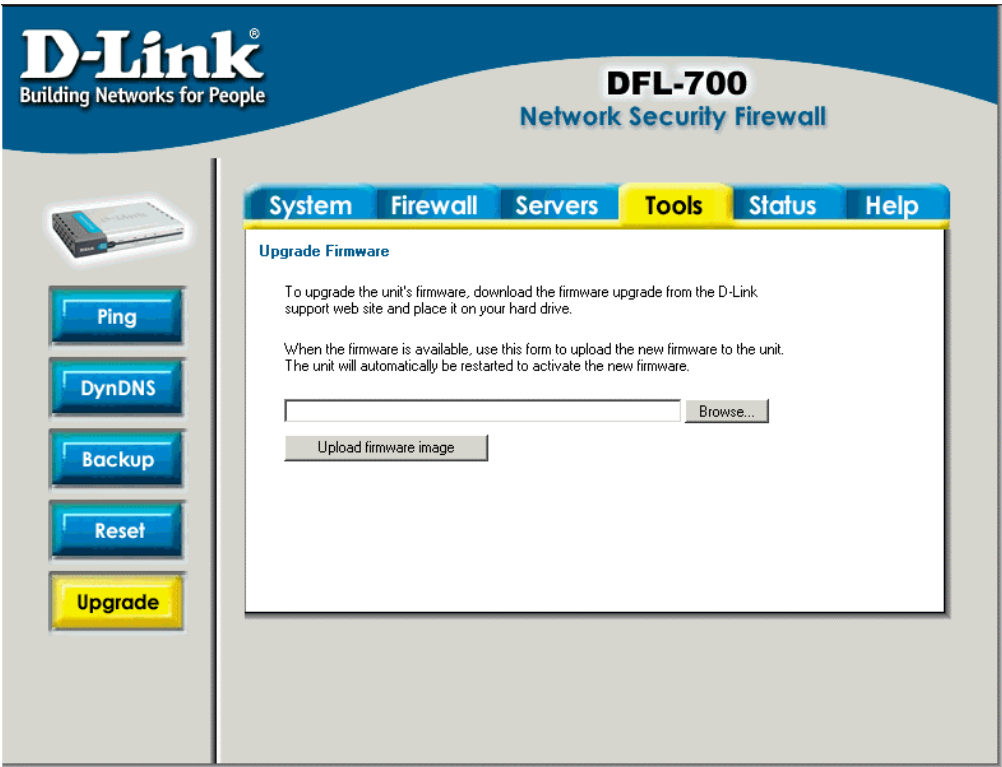 D-Link®
Building Networks for People
DFL-700
Network Security Firewall
System Firewall Servers Tools Status Help
Ping
DynDNS
Backup
Reset
Upgrade
Upgrade Firmware
To upgrade the unit's firmware, download the firmware upgrade from the D-Link
support web site and place it on your hard drive.
When the firmware is available, use this form to upload the new firmware to the unit.
The unit will automatically be restarted to activate the new firmware.
Browse...
Upload firmware image